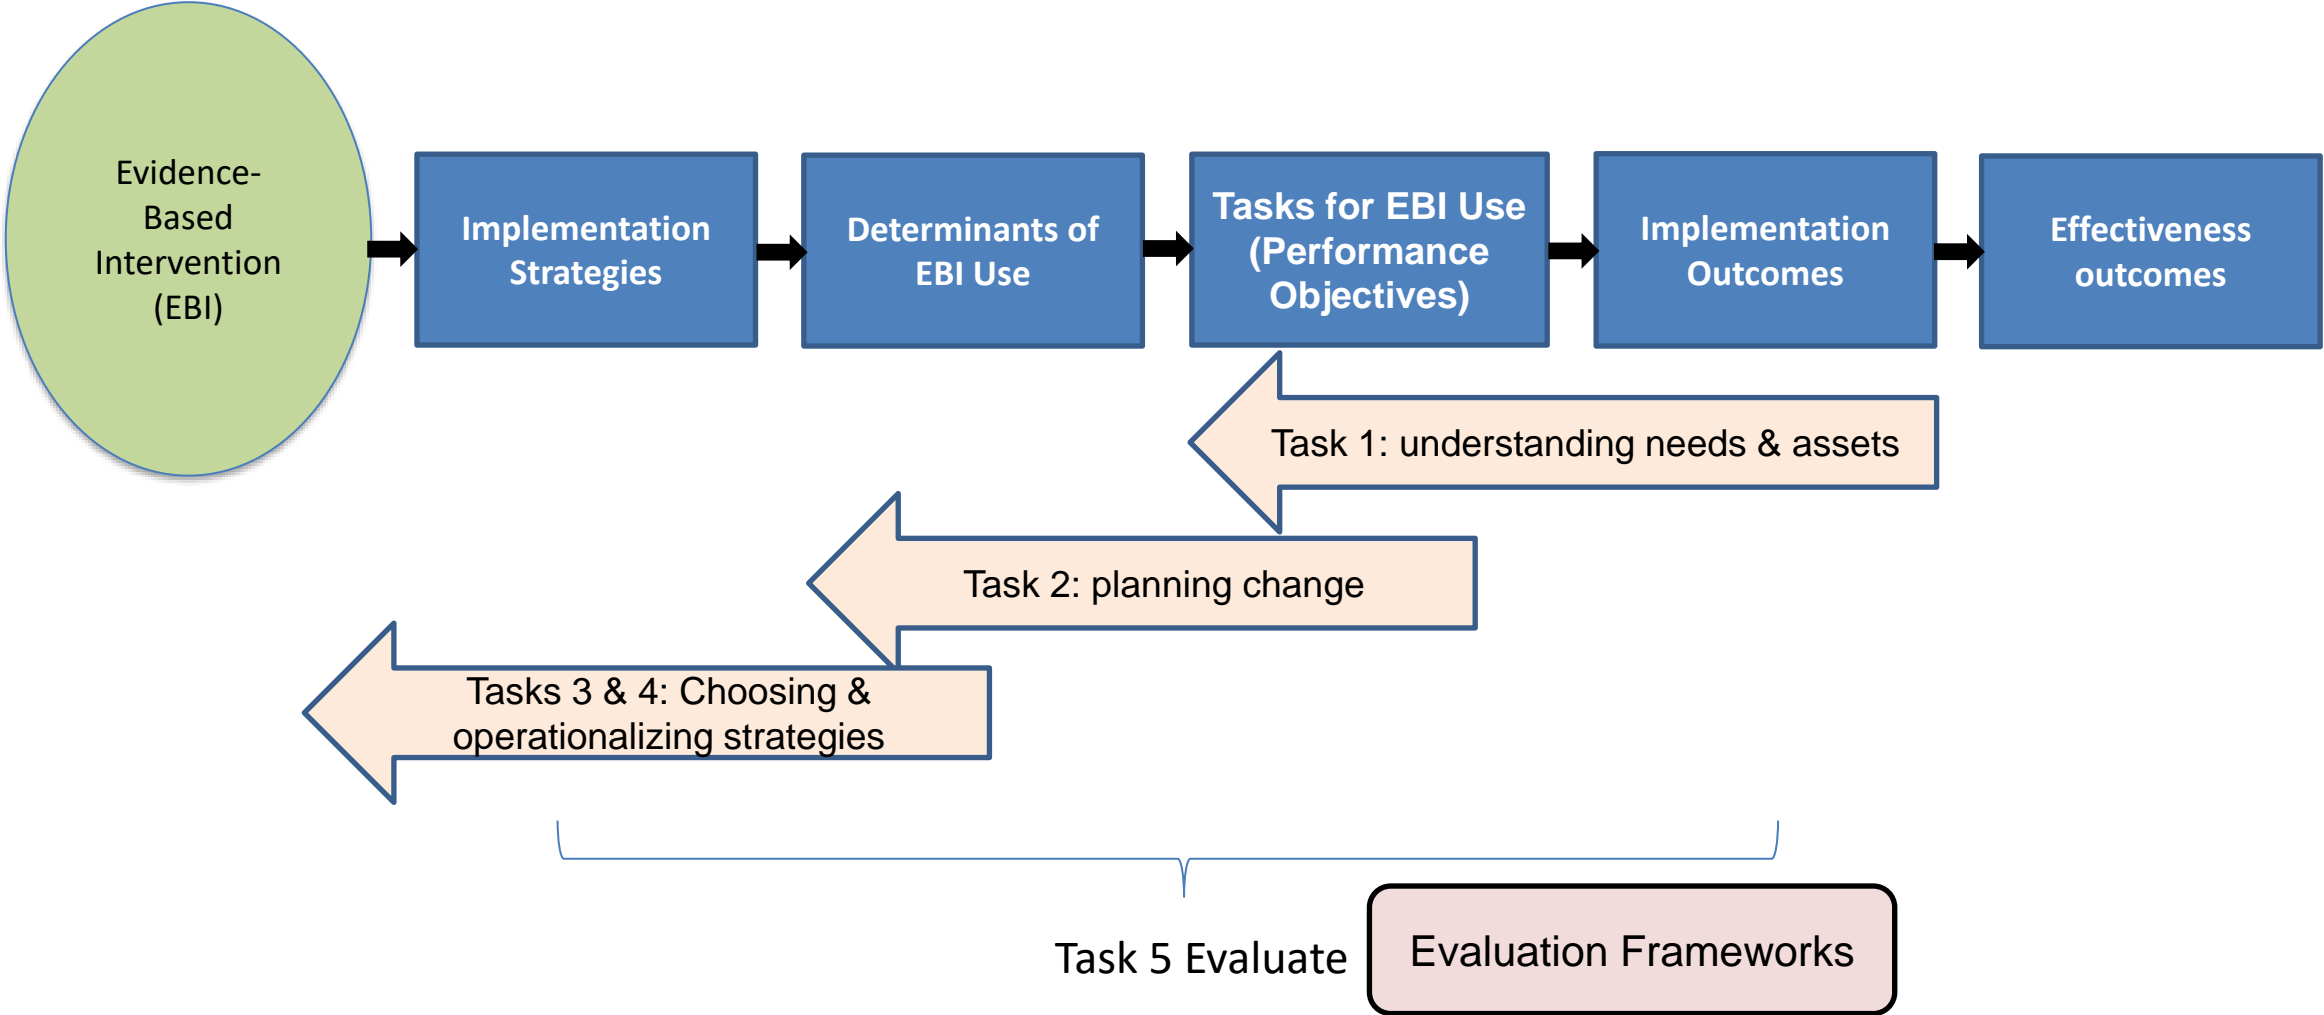 Evidence-
Based
Intervention
(EBI)
Implementation
Strategies
Determinants of
EBI Use
Tasks for EBI Use
(Performance
Objectives)
Implementation
Outcomes
Effectiveness
outcomes
Task 1: understanding needs & assets
Task 2: planning change
Tasks 3 & 4: Choosing &
operationalizing strategies
Task 5 Evaluate
Evaluation Frameworks